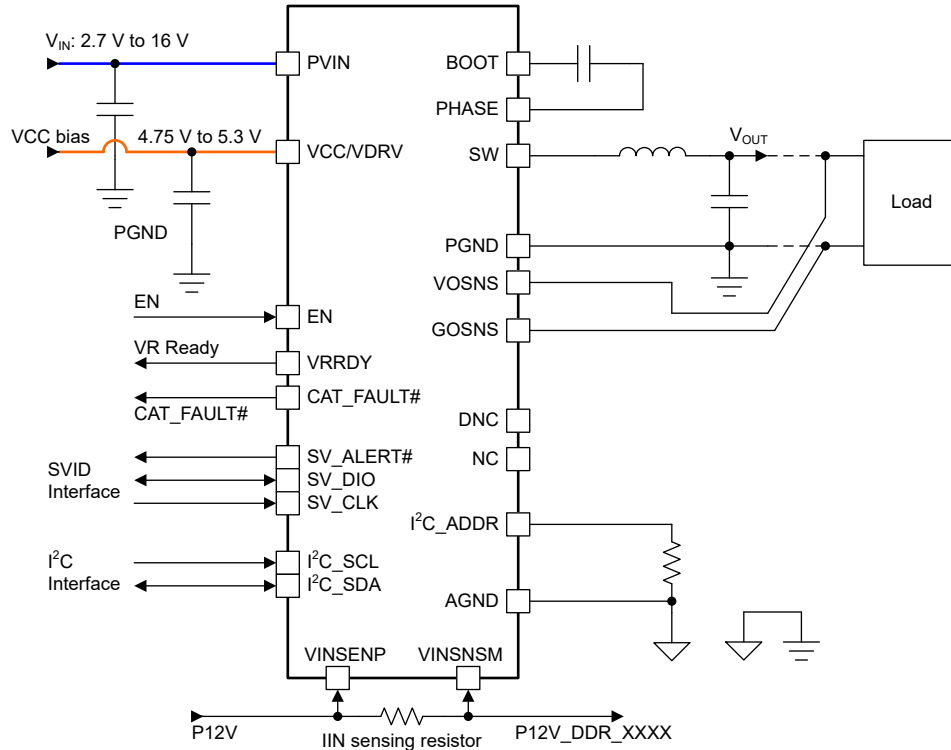 V_IN: 2.7 V to 16 V
PVIN
BOOT
PHASE
VCC bias
4.75 V to 5.3 V
VCC/VDRV
SW
V_OUT
Load
PGND
PGND
VOSNS
GOSNS
EN
EN
VR Ready
VRRDY
CAT_FAULT#
CAT_FAULT#
DNC
NC
SV_ALERT#
SVID
Interface
SV_DIO
SV_CLK
I²C_ADDR
I²C
Interface
I²C_SCL
I²C_SDA
AGND
VINSENP
VINSNSM
P12V
IIN sensing resistor
P12V_DDR_XXXX